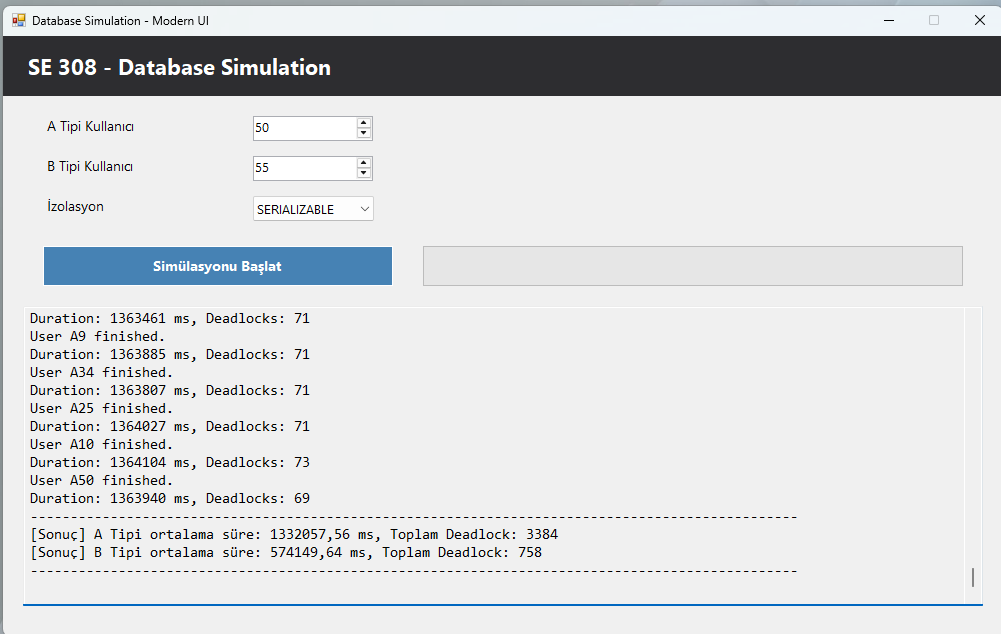 Database Simulation - Modern UI
SE 308 - Database Simulation
A Tipi Kullanıcı
50
B Tipi Kullanıcı
55
İzolasyon
SERIALIZABLE
Simülasyonu Başlat
Duration: 1363461 ms, Deadlocks: 71
User A9 finished.
Duration: 1363885 ms, Deadlocks: 71
User A34 finished.
Duration: 1363807 ms, Deadlocks: 71
User A25 finished.
Duration: 1364027 ms, Deadlocks: 71
User A10 finished.
Duration: 1364104 ms, Deadlocks: 73
User A50 finished.
Duration: 1363940 ms, Deadlocks: 69
------------------------------------------------------------------------------------------------
[Sonuç] A Tipi ortalama süre: 1332057,56 ms, Toplam Deadlock: 3384
[Sonuç] B Tipi ortalama süre: 574149,64 ms, Toplam Deadlock: 758
------------------------------------------------------------------------------------------------